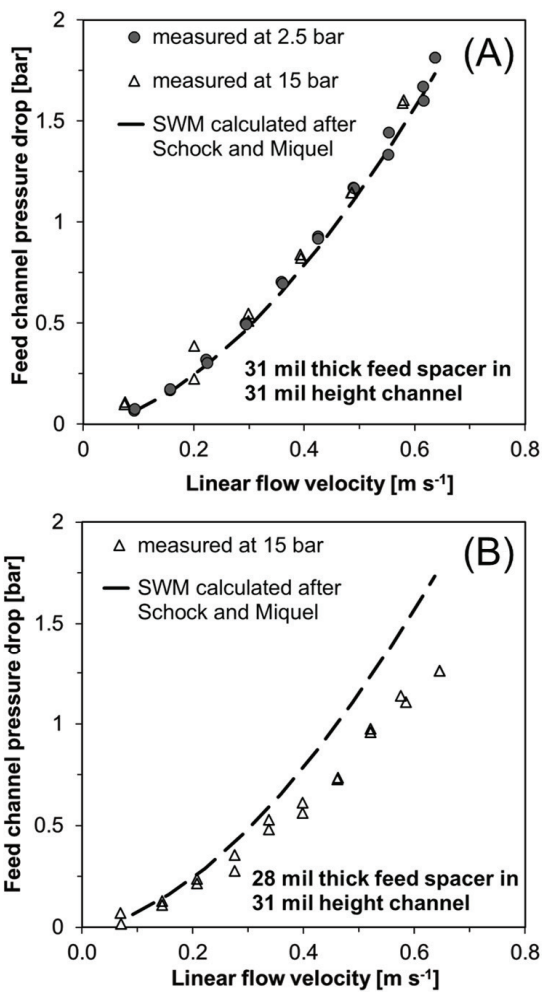 2
(A)
measured at 2.5 bar
measured at 15 bar
SWM calculated after
Schock and Miquel
1.5
1
0.5
0
Feed channel pressure drop [bar]
31 mil thick feed spacer in
31 mil height channel
0 0.2 0.4 0.6 0.8
Linear flow velocity [m s⁻¹]
2
(B)
measured at 15 bar
SWM calculated after
Schock and Miquel
1.5
1
0.5
0
Feed channel pressure drop [bar]
28 mil thick feed spacer in
31 mil height channel
0.0 0.2 0.4 0.6 0.8
Linear flow velocity [m s⁻¹]